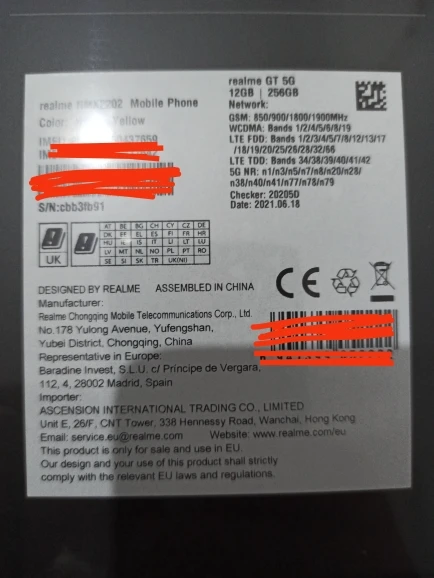 realme Mobile Phone
Color: Yellow
S/N:cbb3fb91
realme GT 5G
12GB | 256GB
Network:
GSM: 850/900/1800/1900MHz
WCDMA: Bands 1/2/4/5/6/8/19
LTE FDD: Bands 1/2/3/4/5/7/8/12/13/17
/18/19/20/25/26/28/32/66
LTE TDD: Bands 34/38/39/40/41/42
5G NR: n1/n3/n5/n7/n8/n20/n28/
n38/n40/n41/n77/n78/n79
Checker: 20205D
Date: 2021.06.18
UK
AT BE BG CH CY CZ DE
DK EL ES FI FR HR
HU IS IT LI LT LU
LV MT NL NO PL PT RO
SE SI SK TR UK(NI)
CE
DESIGNED BY REALME ASSEMBLED IN CHINA
Manufacturer:
Realme Chongqing Mobile Telecommunications Corp., Ltd.
No.178 Yulong Avenue, Yufengshan,
Yubei District, Chongqing, China
Representative in Europe:
Baradine Invest, S.L.U. c/ Príncipe de Vergara,
112, 4, 28002 Madrid, Spain
Importer:
ASCENSION INTERNATIONAL TRADING CO., LIMITED
Unit E, 26/F, CNT Tower, 338 Hennessy Road, Wanchai, Hong Kong
Email: service.eu@realme.com Website: www.realme.com/eu
This product is only for sale and use in EU.
Our design and your use of this product shall strictly
comply with the relevant EU laws and regulations.